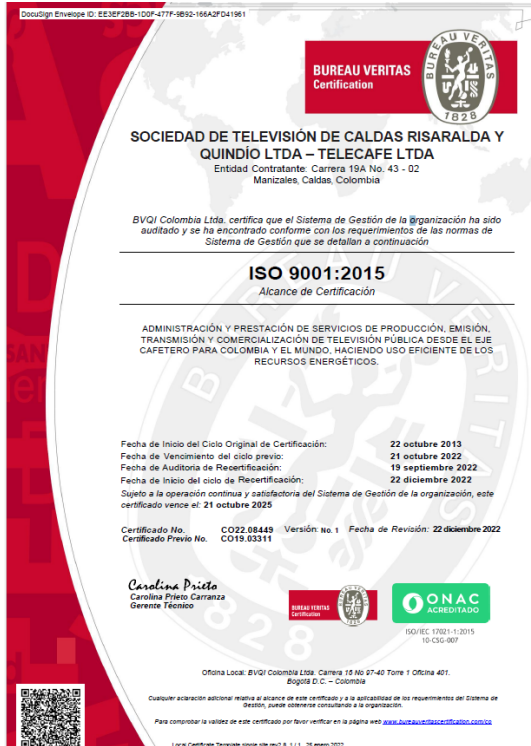 DocuSign Envelope ID: EE3EF2BB-1D0F-477F-9B92-166A2FD41961
BUREAU VERITAS
Certification
BUREAU VERITAS
1828
SOCIEDAD DE TELEVISIÓN DE CALDAS RISARALDA Y
QUINDÍO LTDA – TELECAFE LTDA
Entidad Contratante: Carrera 19A No. 43 - 02
Manizales, Caldas, Colombia
BVQI Colombia Ltda. certifica que el Sistema de Gestión de la organización ha sido
auditado y se ha encontrado conforme con los requerimientos de las normas de
Sistema de Gestión que se detallan a continuación
ISO 9001:2015
Alcance de Certificación
ADMINISTRACIÓN Y PRESTACIÓN DE SERVICIOS DE PRODUCCIÓN, EMISIÓN,
TRANSMISIÓN Y COMERCIALIZACIÓN DE TELEVISIÓN PÚBLICA DESDE EL EJE
CAFETERO PARA COLOMBIA Y EL MUNDO, HACIENDO USO EFICIENTE DE LOS
RECURSOS ENERGÉTICOS.
Fecha de Inicio del Ciclo Original de Certificación: 22 octubre 2013
Fecha de Vencimiento del ciclo previo: 21 octubre 2022
Fecha de Auditoria de Recertificación: 19 septiembre 2022
Fecha de Inicio del ciclo de Recertificación: 22 diciembre 2022
Sujeto a la operación continua y satisfactoria del Sistema de Gestión de la organización, este
certificado vence el: 21 octubre 2025
Certificado No. CO22.08449 Versión: No. 1 Fecha de Revisión: 22 diciembre 2022
Certificado Previo No. CO19.03311
Carolina Prieto
Carolina Prieto Carranza
Gerente Técnico
BUREAU VERITAS
Certification
ONAC
ACREDITADO
ISO/IEC 17021-1:2015
10-CSG-007
Oficina Local: BVQI Colombia Ltda. Carrera 16 No 97-40 Torre 1 Oficina 401.
Bogotá D.C. – Colombia
Cualquier aclaración adicional relativa al alcance de este certificado y a la aplicabilidad de los requerimientos del Sistema de
Gestión, puede obtenerse consultando a la organización.
Para comprobar la validez de este certificado por favor verificar en la página web www.bureauveritascertification.com/co
Local Certificate Template single site rev2.8 1 / 1 25 enero 2022